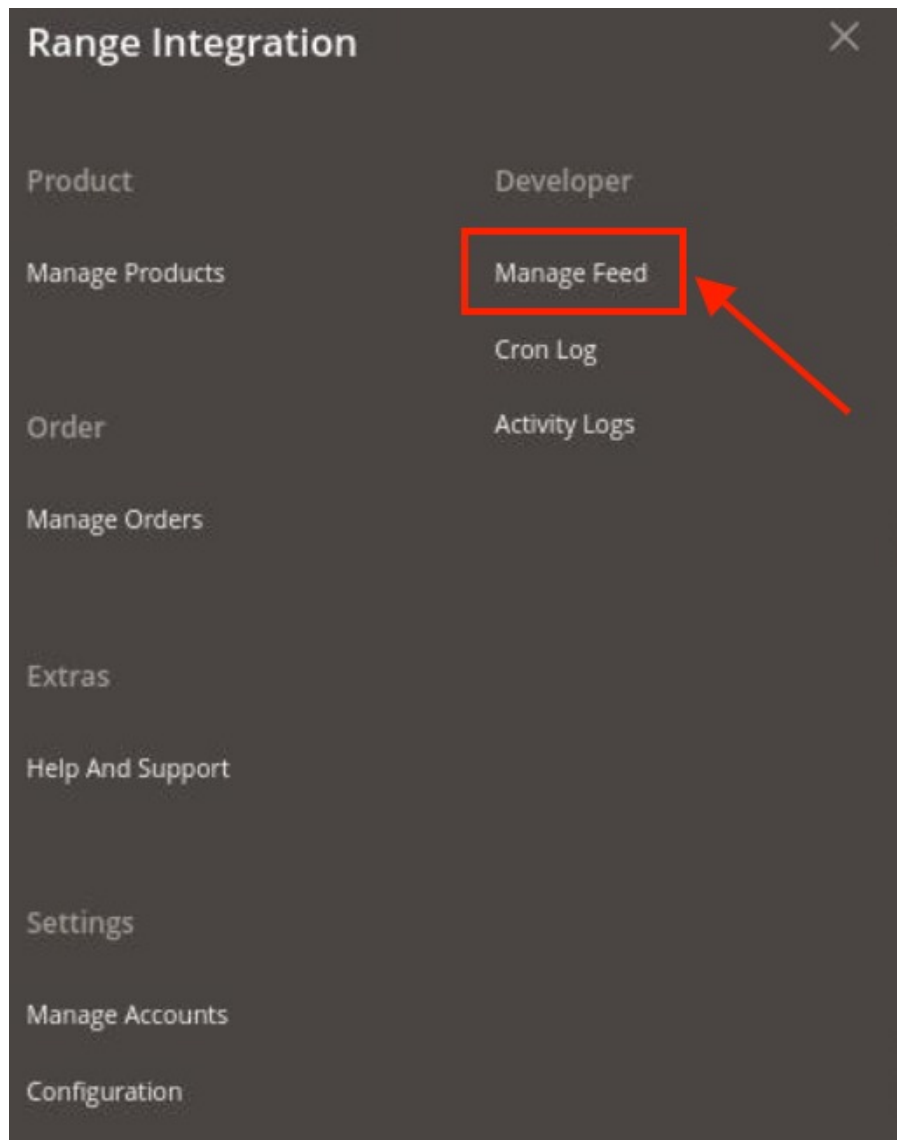 Range Integration
Product
Manage Products
Order
Manage Orders
Extras
Help And Support
Settings
Manage Accounts
Configuration
Developer
Manage Feed
Cron Log
Activity Logs